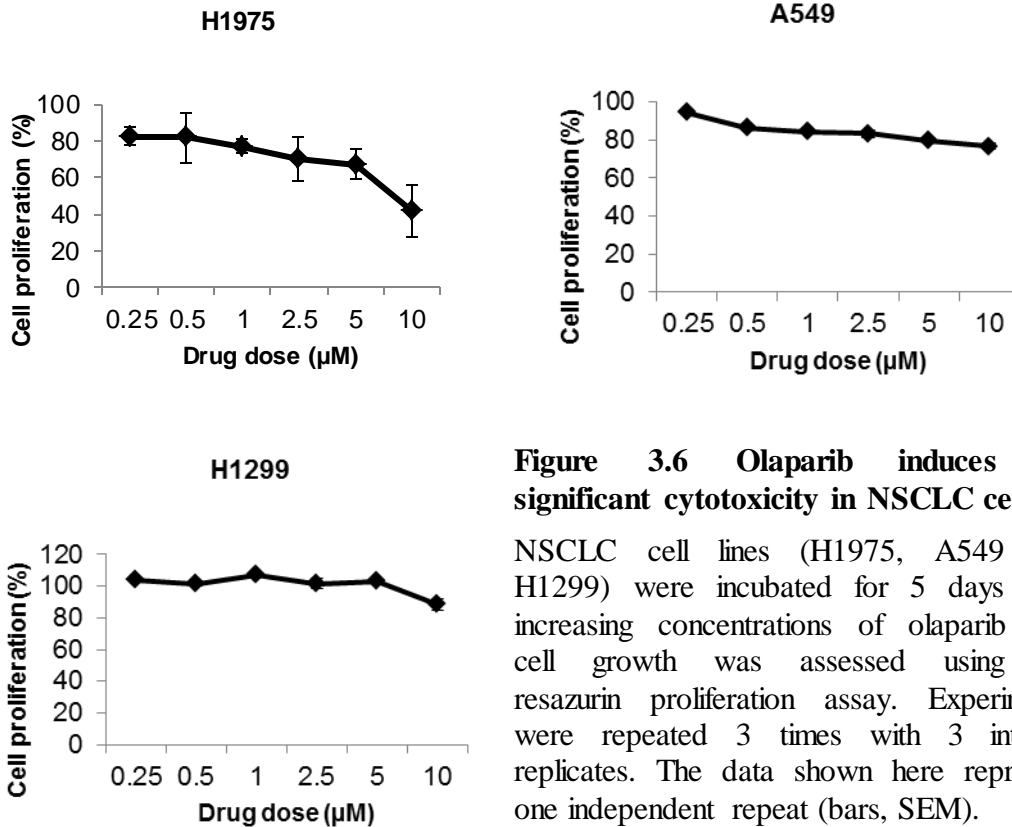 H1975
100
80
60
40
20
0
Cell proliferation (%)
0.25 0.5 1 2.5 5 10
Drug dose (µM)
A549
100
80
60
40
20
0
Cell proliferation (%)
0.25 0.5 1 2.5 5 10
Drug dose (µM)
H1299
120
100
80
60
40
20
0
Cell proliferation (%)
0.25 0.5 1 2.5 5 10
Drug dose (µM)
Figure 3.6 Olaparib induces
significant cytotoxicity in NSCLC ce
NSCLC cell lines (H1975, A549
H1299) were incubated for 5 days
increasing concentrations of olaparib
cell growth was assessed using
resazurin proliferation assay. Experi
were repeated 3 times with 3 in
replicates. The data shown here repr
one independent repeat (bars, SEM).